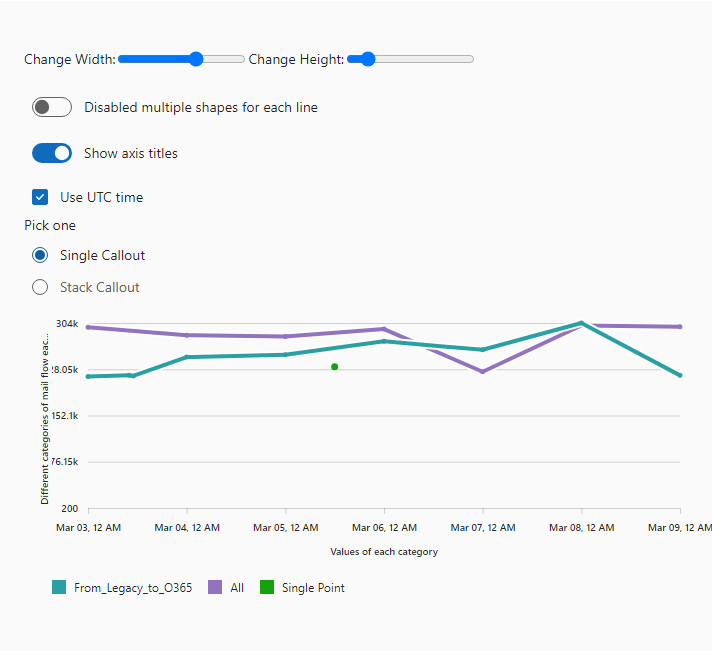 Change Width: Change Height:
Disabled multiple shapes for each line
Show axis titles
Use UTC time
Pick one
Single Callout
Stack Callout
304k
28.05k
152.1k
76.15k
200
Different categories of mail flow eac...
Mar 03, 12 AM Mar 04, 12 AM Mar 05, 12 AM Mar 06, 12 AM Mar 07, 12 AM Mar 08, 12 AM Mar 09, 12 AM
Values of each category
From_Legacy_to_O365 All Single Point